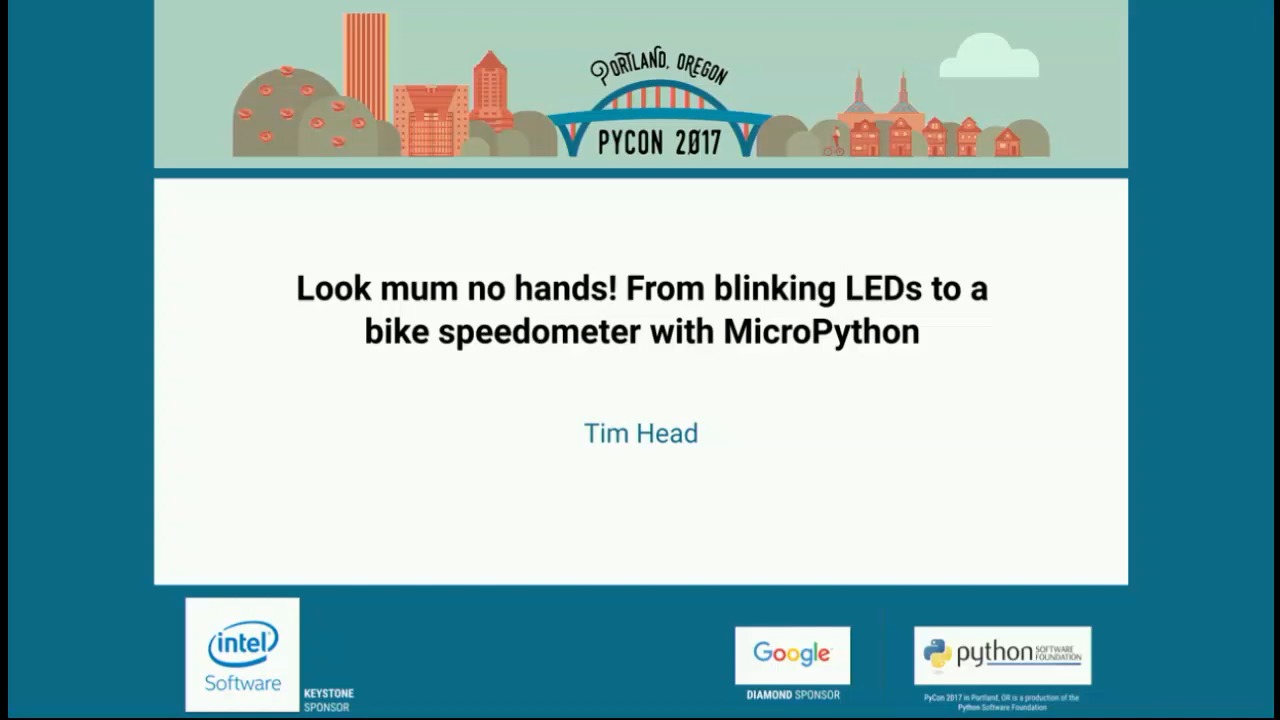 PORTLAND, OREGON
PYCON 2017
Look mum no hands! From blinking LEDs to a
bike speedometer with MicroPython
Tim Head
intel
Software
KEYSTONE
SPONSOR
Google
DIAMOND SPONSOR
python SOFTWARE
FOUNDATION
PyCon 2017 in Portland, OR is a production of the
Python Software Foundation